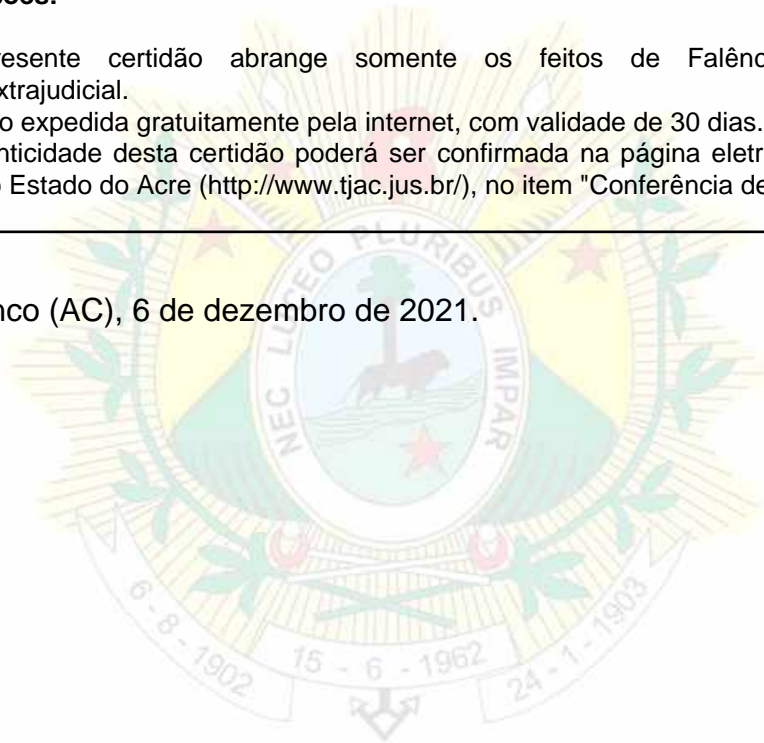 resente certidão abrange somente os feitos de
xtrajudicial.
o expedida gratuitamente pela internet, com validade de 30 dias.
nticidade desta certidão poderá ser confirmada na página
o Estado do Acre (http://www.tjac.jus.br/), no item "Conferência de
nco (AC), 6 de dezembro de 2021.
NEC LUCEO PLURIBUS IMPAR
6 - 8 - 1902
15 - 6 - 1962
24 - 1 - 1903